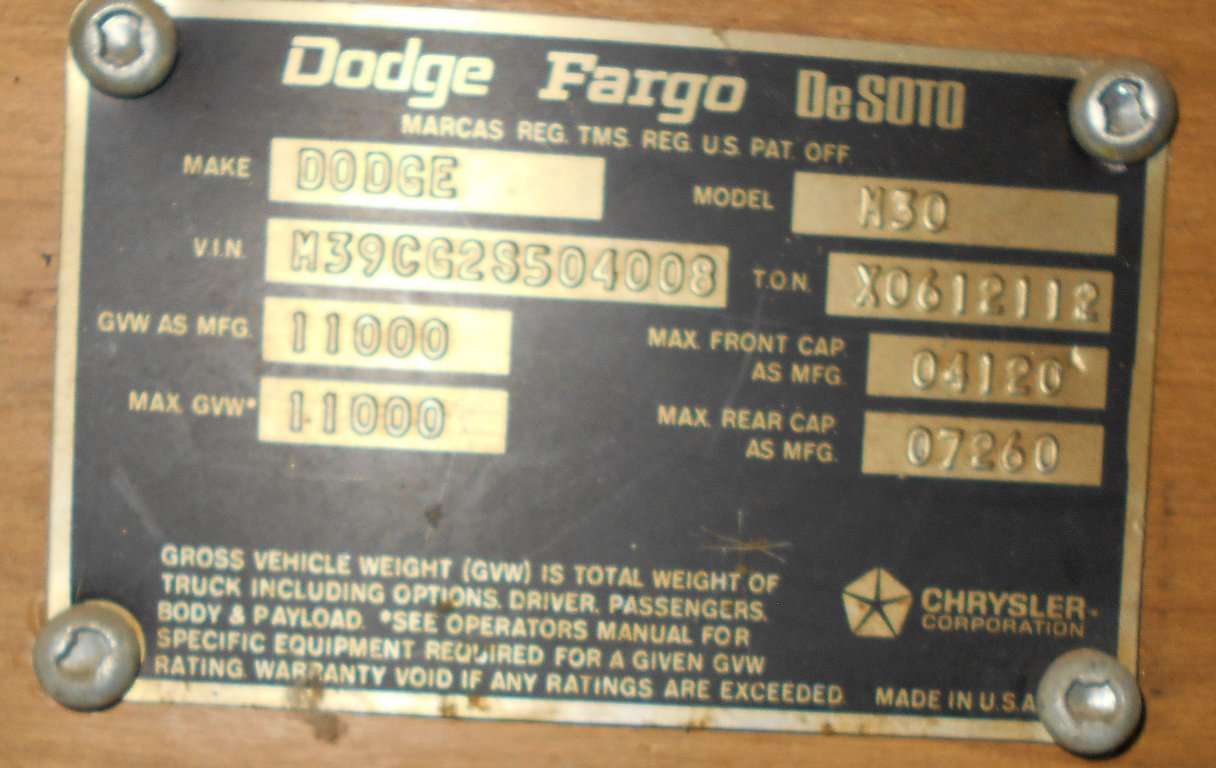 Dodge Fargo DeSOTO
MARCAS REG. TMS. REG. U.S. PAT. OFF.
MAKE DODGE MODEL M30
V.I.N. M39CG2S504008 T.O.N. X0612112
GVW AS MFG. 11000 MAX. FRONT CAP. AS MFG. 04120
MAX. GVW* 11000 MAX. REAR CAP. AS MFG. 07260
GROSS VEHICLE WEIGHT (GVW) IS TOTAL WEIGHT OF
TRUCK INCLUDING OPTIONS, DRIVER, PASSENGERS,
BODY & PAYLOAD. *SEE OPERATORS MANUAL FOR
SPECIFIC EQUIPMENT REQUIRED FOR A GIVEN GVW
RATING. WARRANTY VOID IF ANY RATINGS ARE EXCEEDED.
CHRYSLER
CORPORATION
MADE IN U.S.A.